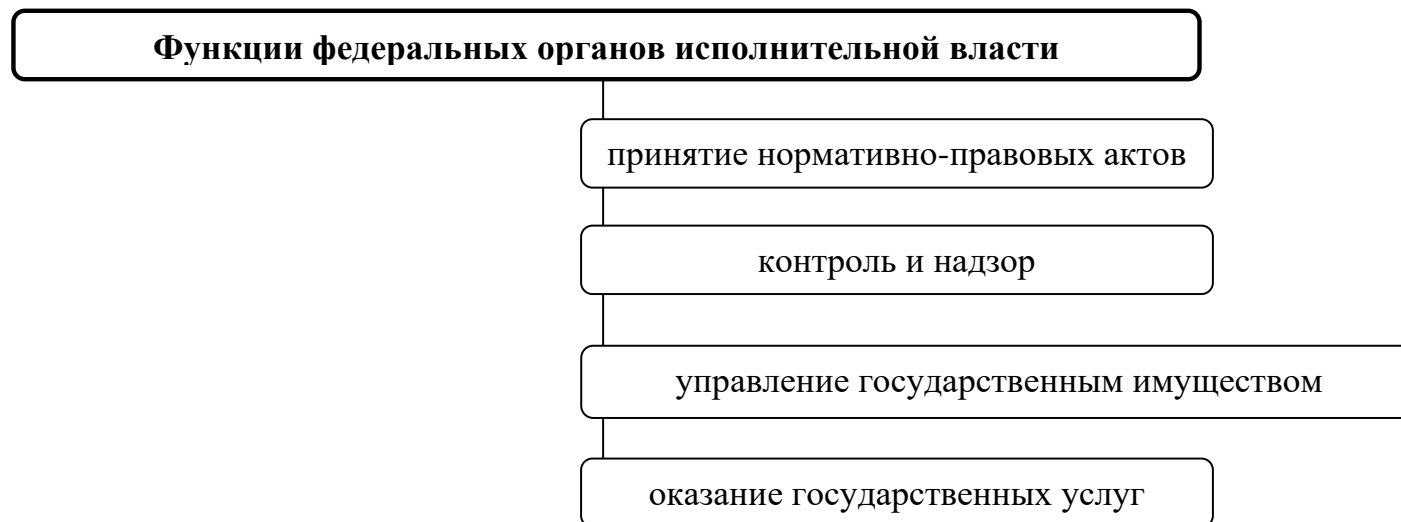 Функции федеральных органов исполнительной власти
принятие нормативно-правовых актов
контроль и надзор
управление государственным имуществом
оказание государственных услуг